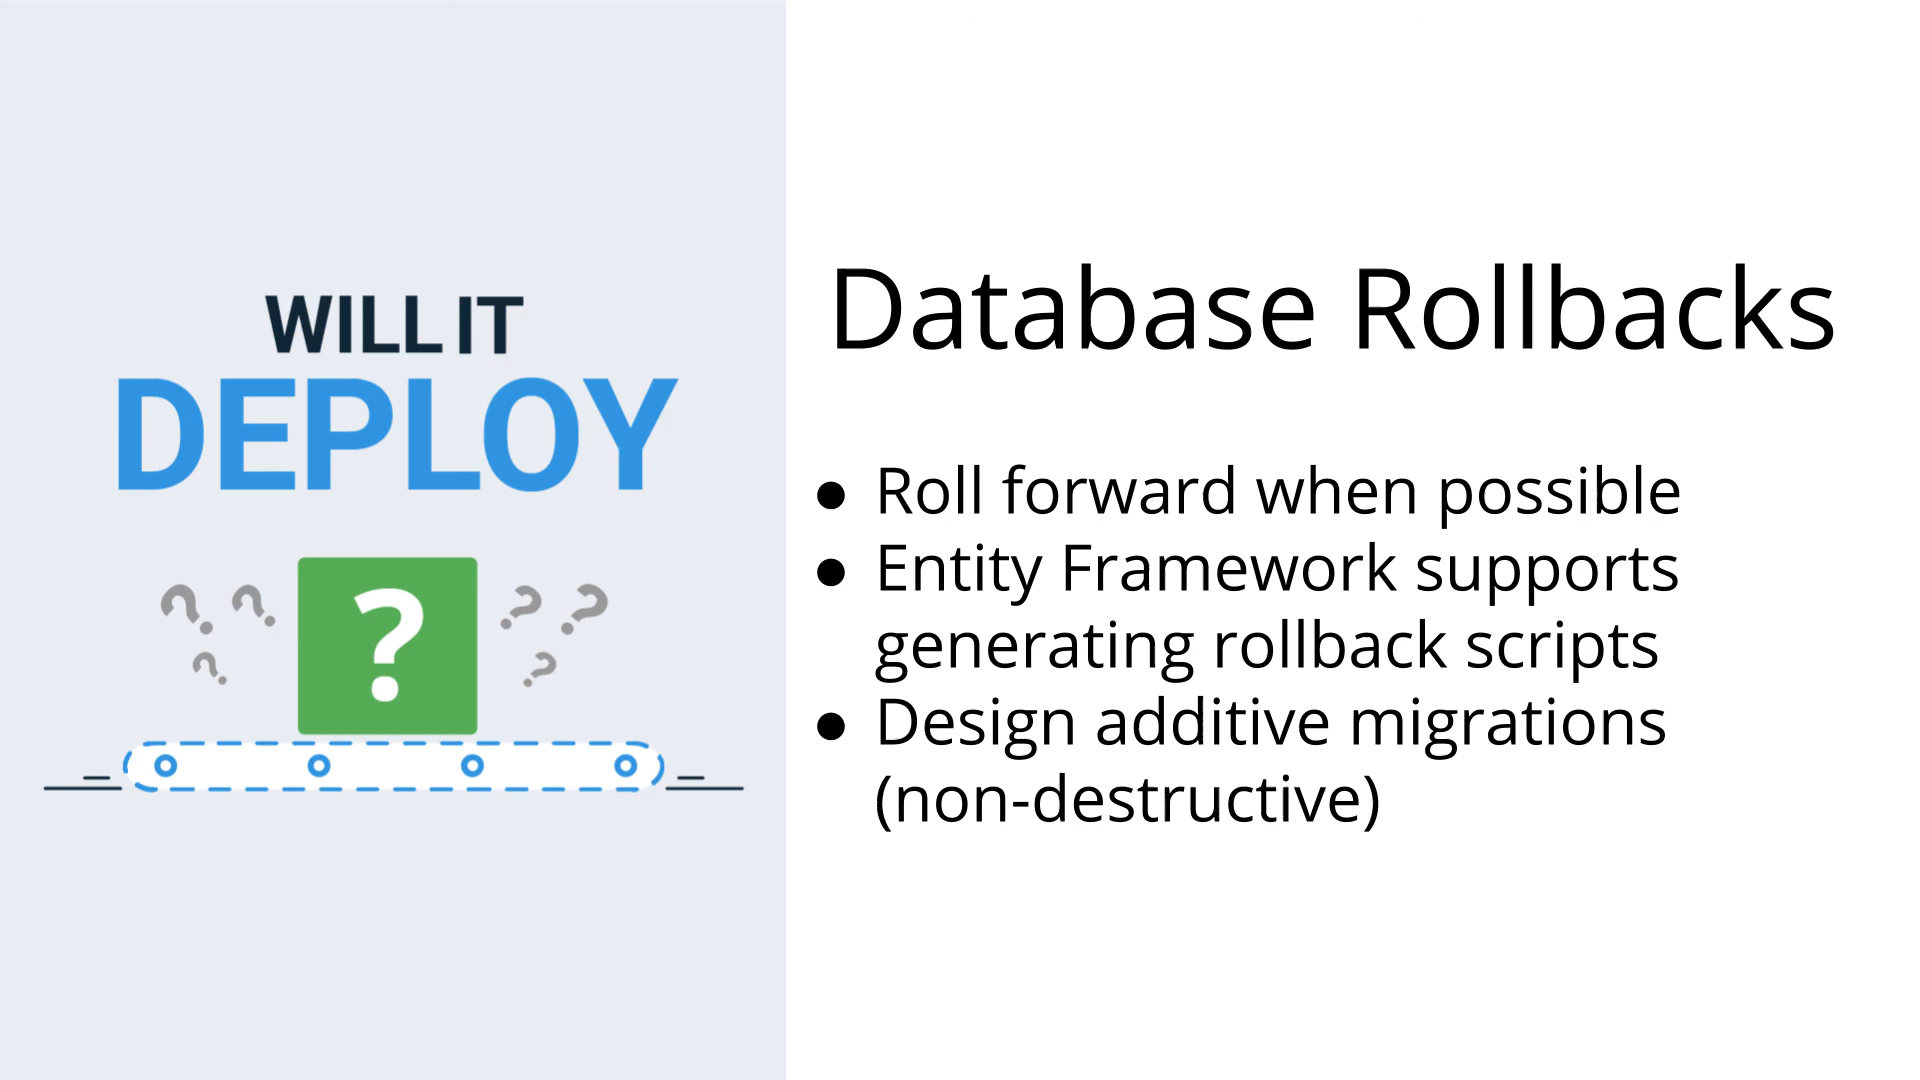 WILL IT
DEPLOY
? ? ? ? ?
? ?
Database Rollbacks
● Roll forward when possible
● Entity Framework supports
generating rollback scripts
● Design additive migrations
(non-destructive)